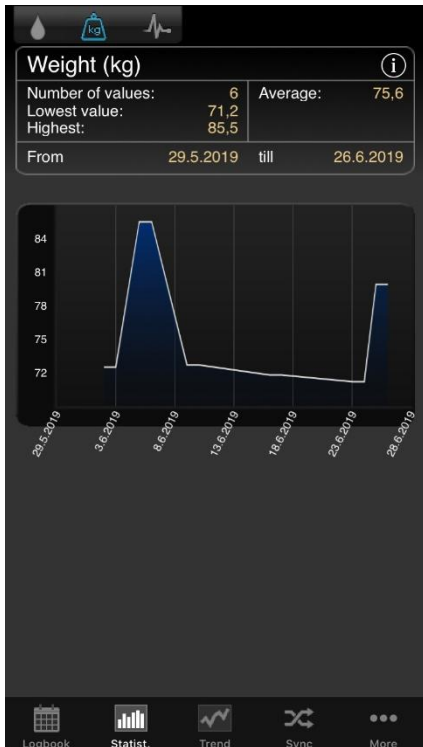 kg
Weight (kg) i
Number of values: 6 Average: 75,6
Lowest value: 71,2
Highest: 85,5
From 29.5.2019 till 26.6.2019
84
81
78
75
72
29.5.2019 3.6.2019 8.6.2019 13.6.2019 18.6.2019 23.6.2019 28.6.2019
Logbook Statist. Trend Sync More